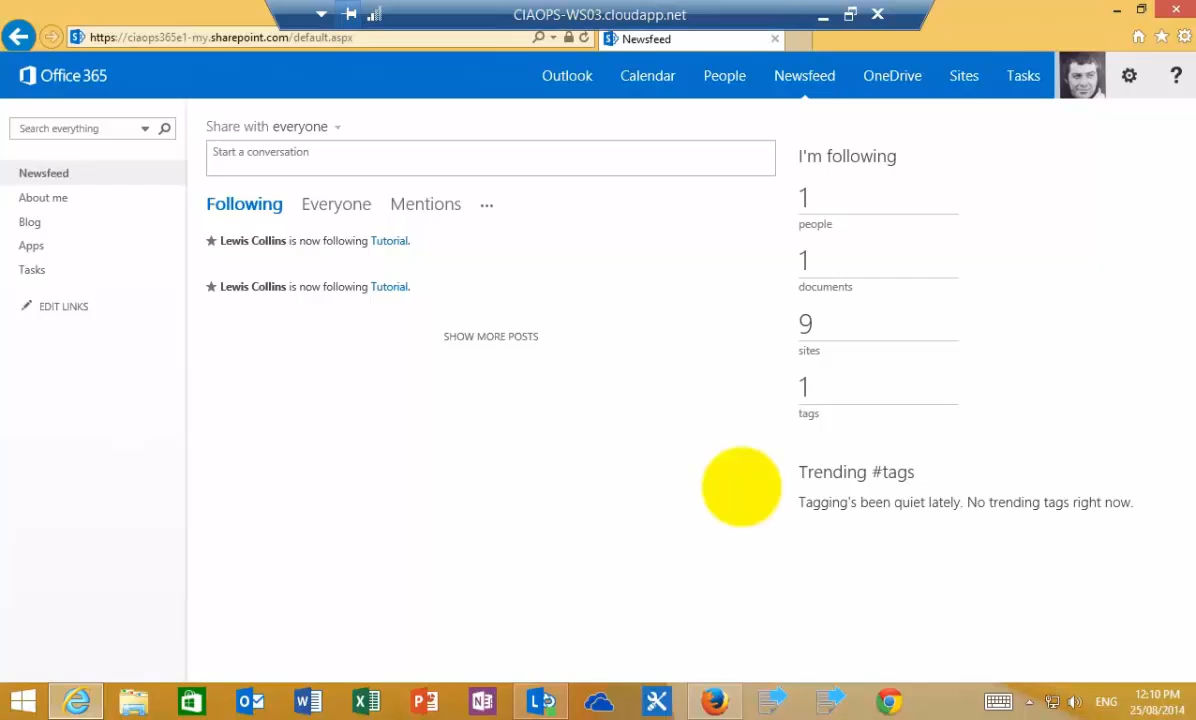 CIAOPS-WS03.cloudapp.net
https://ciaops365e1-my.sharepoint.com/default.aspx
Newsfeed
Office 365
Outlook
Calendar
People
Newsfeed
OneDrive
Sites
Tasks
?
Search everything
Newsfeed
About me
Blog
Apps
Tasks
EDIT LINKS
Share with everyone
Start a conversation
Following
Everyone
Mentions
...
Lewis Collins is now following Tutorial.
Lewis Collins is now following Tutorial.
SHOW MORE POSTS
I'm following
1
people
1
documents
9
sites
1
tags
Trending #tags
Tagging's been quiet lately. No trending tags right now.
ENG
12:10 PM
25/08/2014